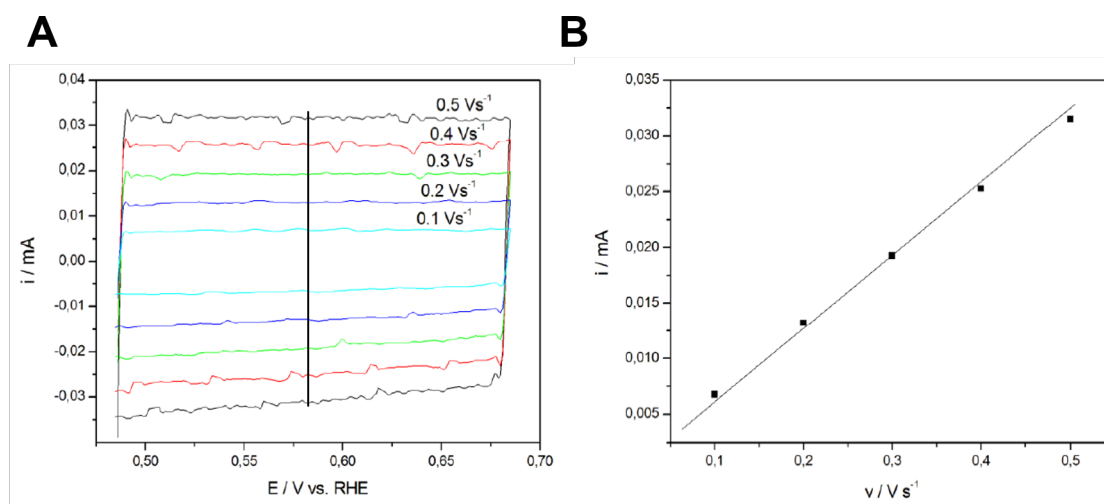 A
B
0,04
0,03
0,02
0,01
0,00
-0,01
-0,02
-0,03
i / mA
0.5 Vs⁻¹
0.4 Vs⁻¹
0.3 Vs⁻¹
0.2 Vs⁻¹
0.1 Vs⁻¹
0,50
0,55
0,60
0,65
0,70
E / V vs. RHE
0,035
0,030
0,025
0,020
0,015
0,010
0,005
i / mA
0,1
0,2
0,3
0,4
0,5
v / V s⁻¹